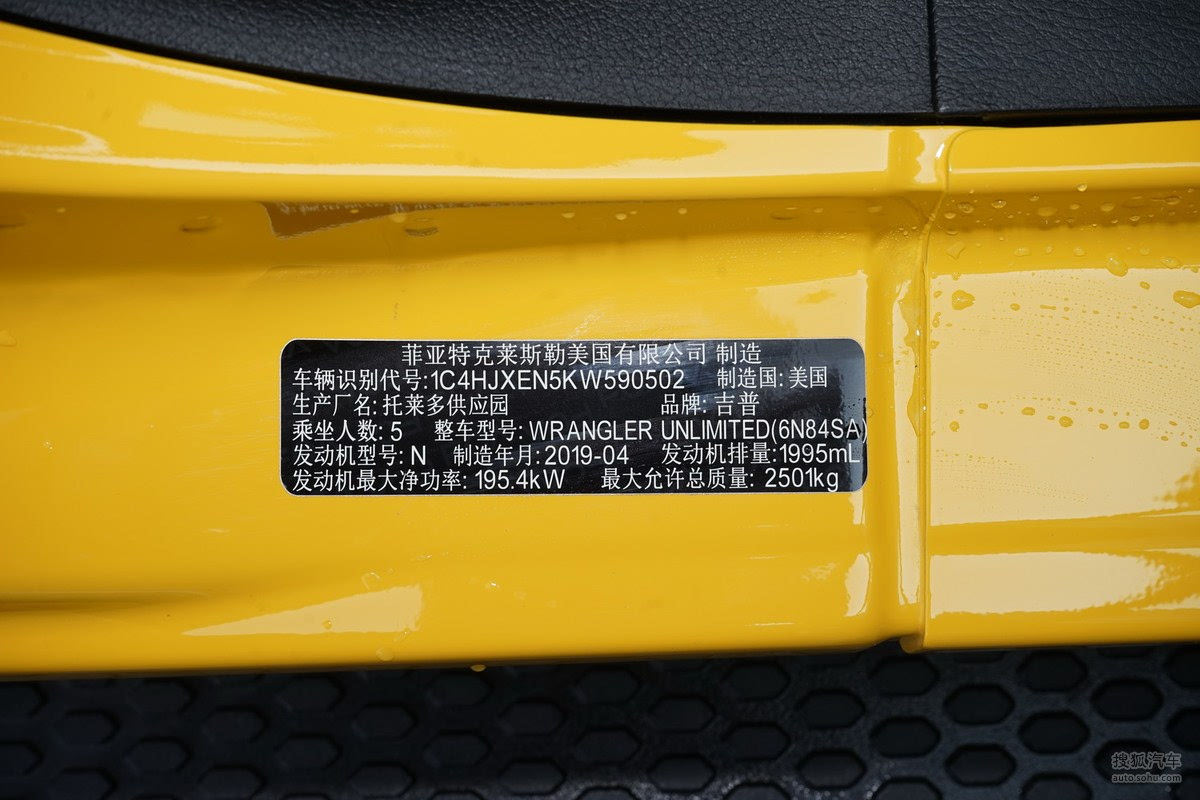 菲亚特克莱斯勒美国有限公司 制造
车辆识别代号:1C4HJXEN5KW590502 制造国: 美国
生产厂名: 托莱多供应园 品牌: 吉普
乘坐人数: 5 整车型号: WRANGLER UNLIMITED(6N84SA)
发动机型号: N 制造年月: 2019-04 发动机排量:1995mL
发动机最大净功率: 195.4kW 最大允许总质量: 2501kg
搜狐汽车
auto.sohu.com